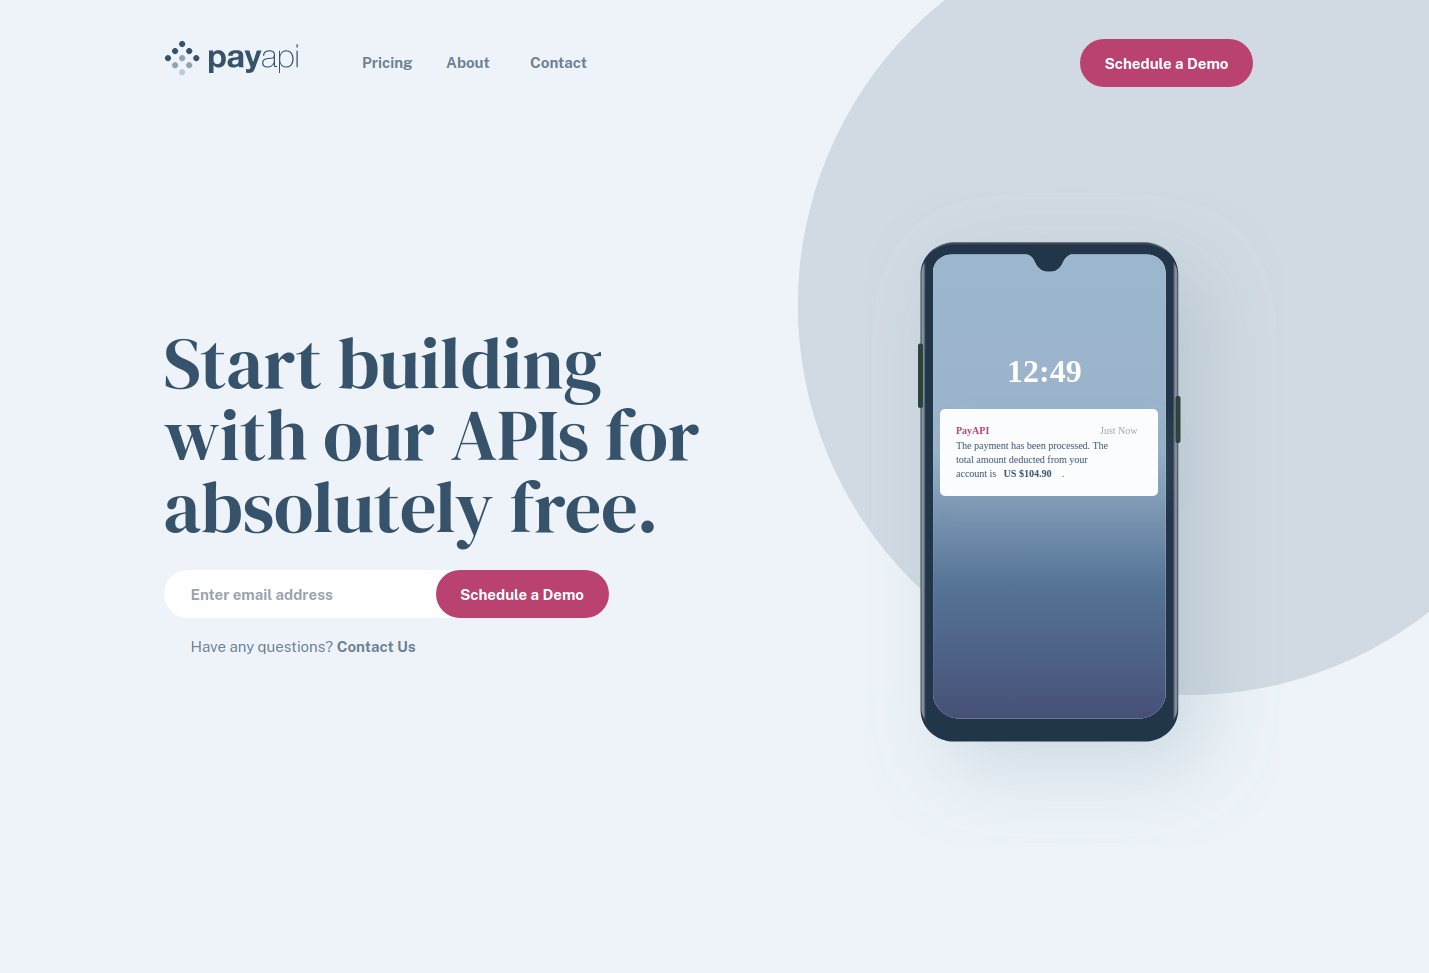 payapi
Pricing About Contact
Schedule a Demo
Start building
with our APIs for
absolutely free.
Enter email address
Schedule a Demo
Have any questions? Contact Us
12:49
PayAPI Just Now
The payment has been processed. The
total amount deducted from your
account is US $104.90 .